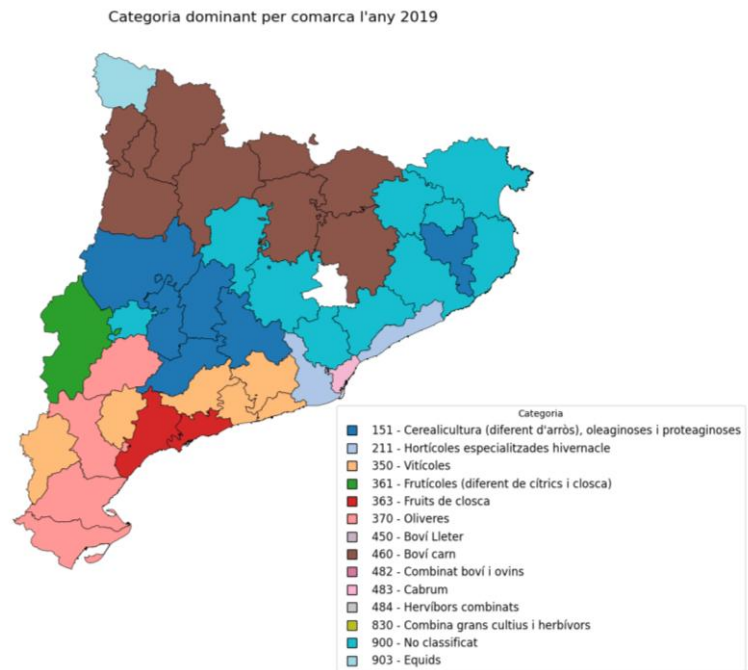 Categoria dominant per comarca l'any 2019
Categoria
151 - Cerealicultura (diferent d'arròs), oleaginoses i proteaginoses
211 - Hortícoles especialitzades hivernacle
350 - Vitícoles
361 - Frutícoles (diferent de cítrics i closca)
363 - Fruits de closca
370 - Oliveres
450 - Boví Lleter
460 - Boví carn
482 - Combinat boví i ovins
483 - Cabrum
484 - Hervíbors combinats
830 - Combina grans cultius i herbívors
900 - No classificat
903 - Equids